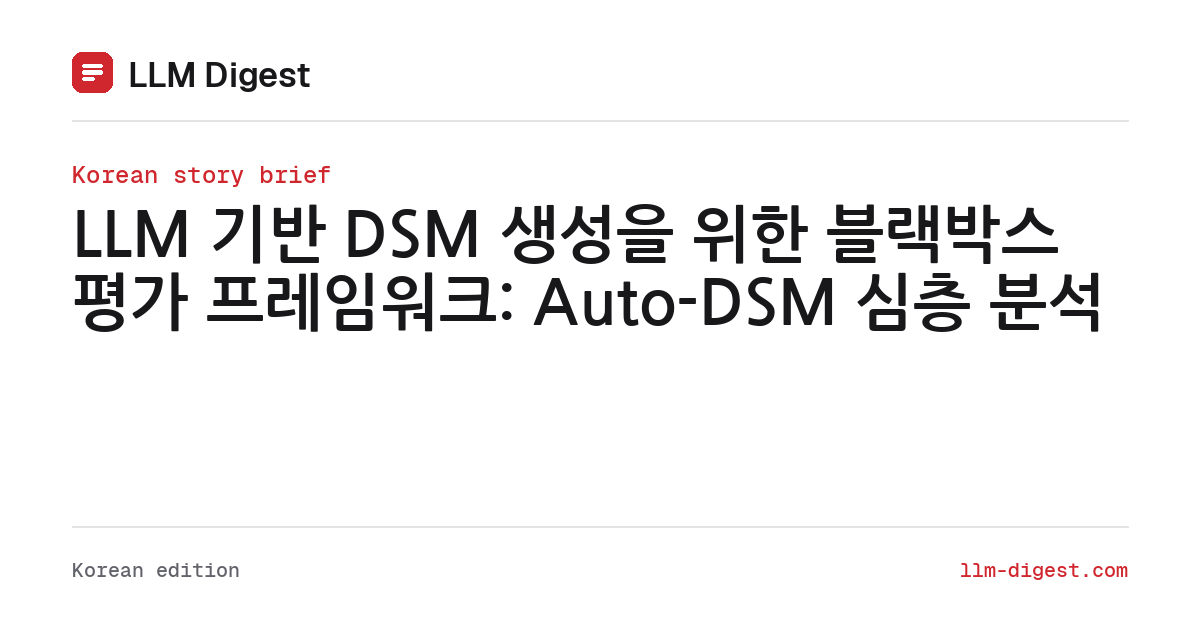 LLM Digest
Korean story brief
LLM 기반 DSM 생성을 위한 블랙박스
평가 프레임워크: Auto-DSM 심층 분석
Korean edition
llm-digest.com